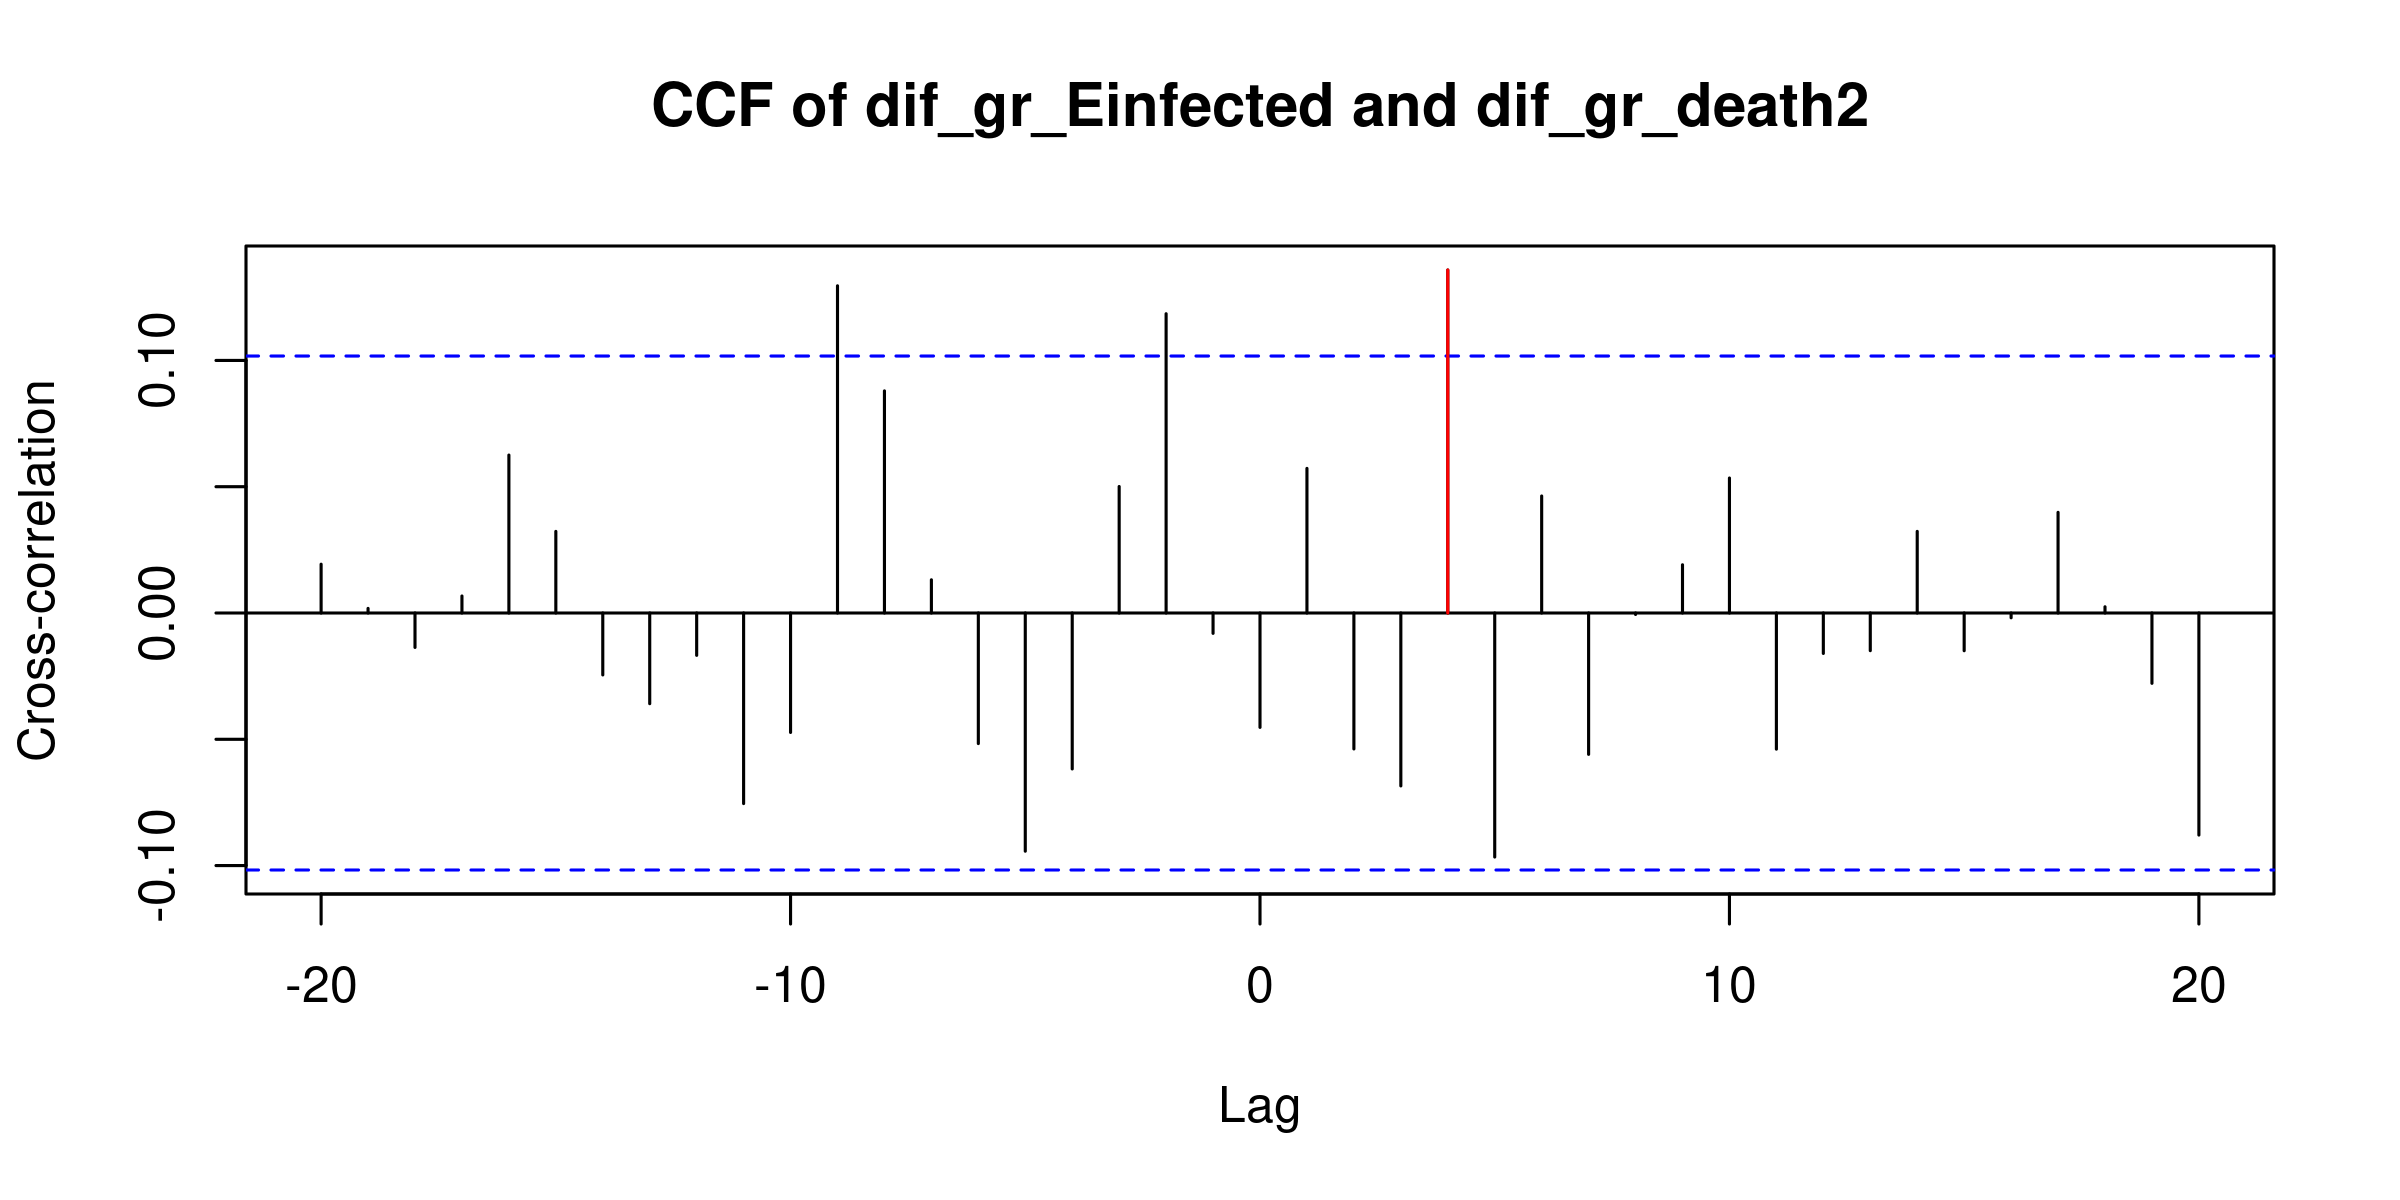 CCF of dif_gr_Einfected and dif_gr_death2
Cross-correlation
0.10
0.00
-0.10
-20 -10 0 10 20
Lag